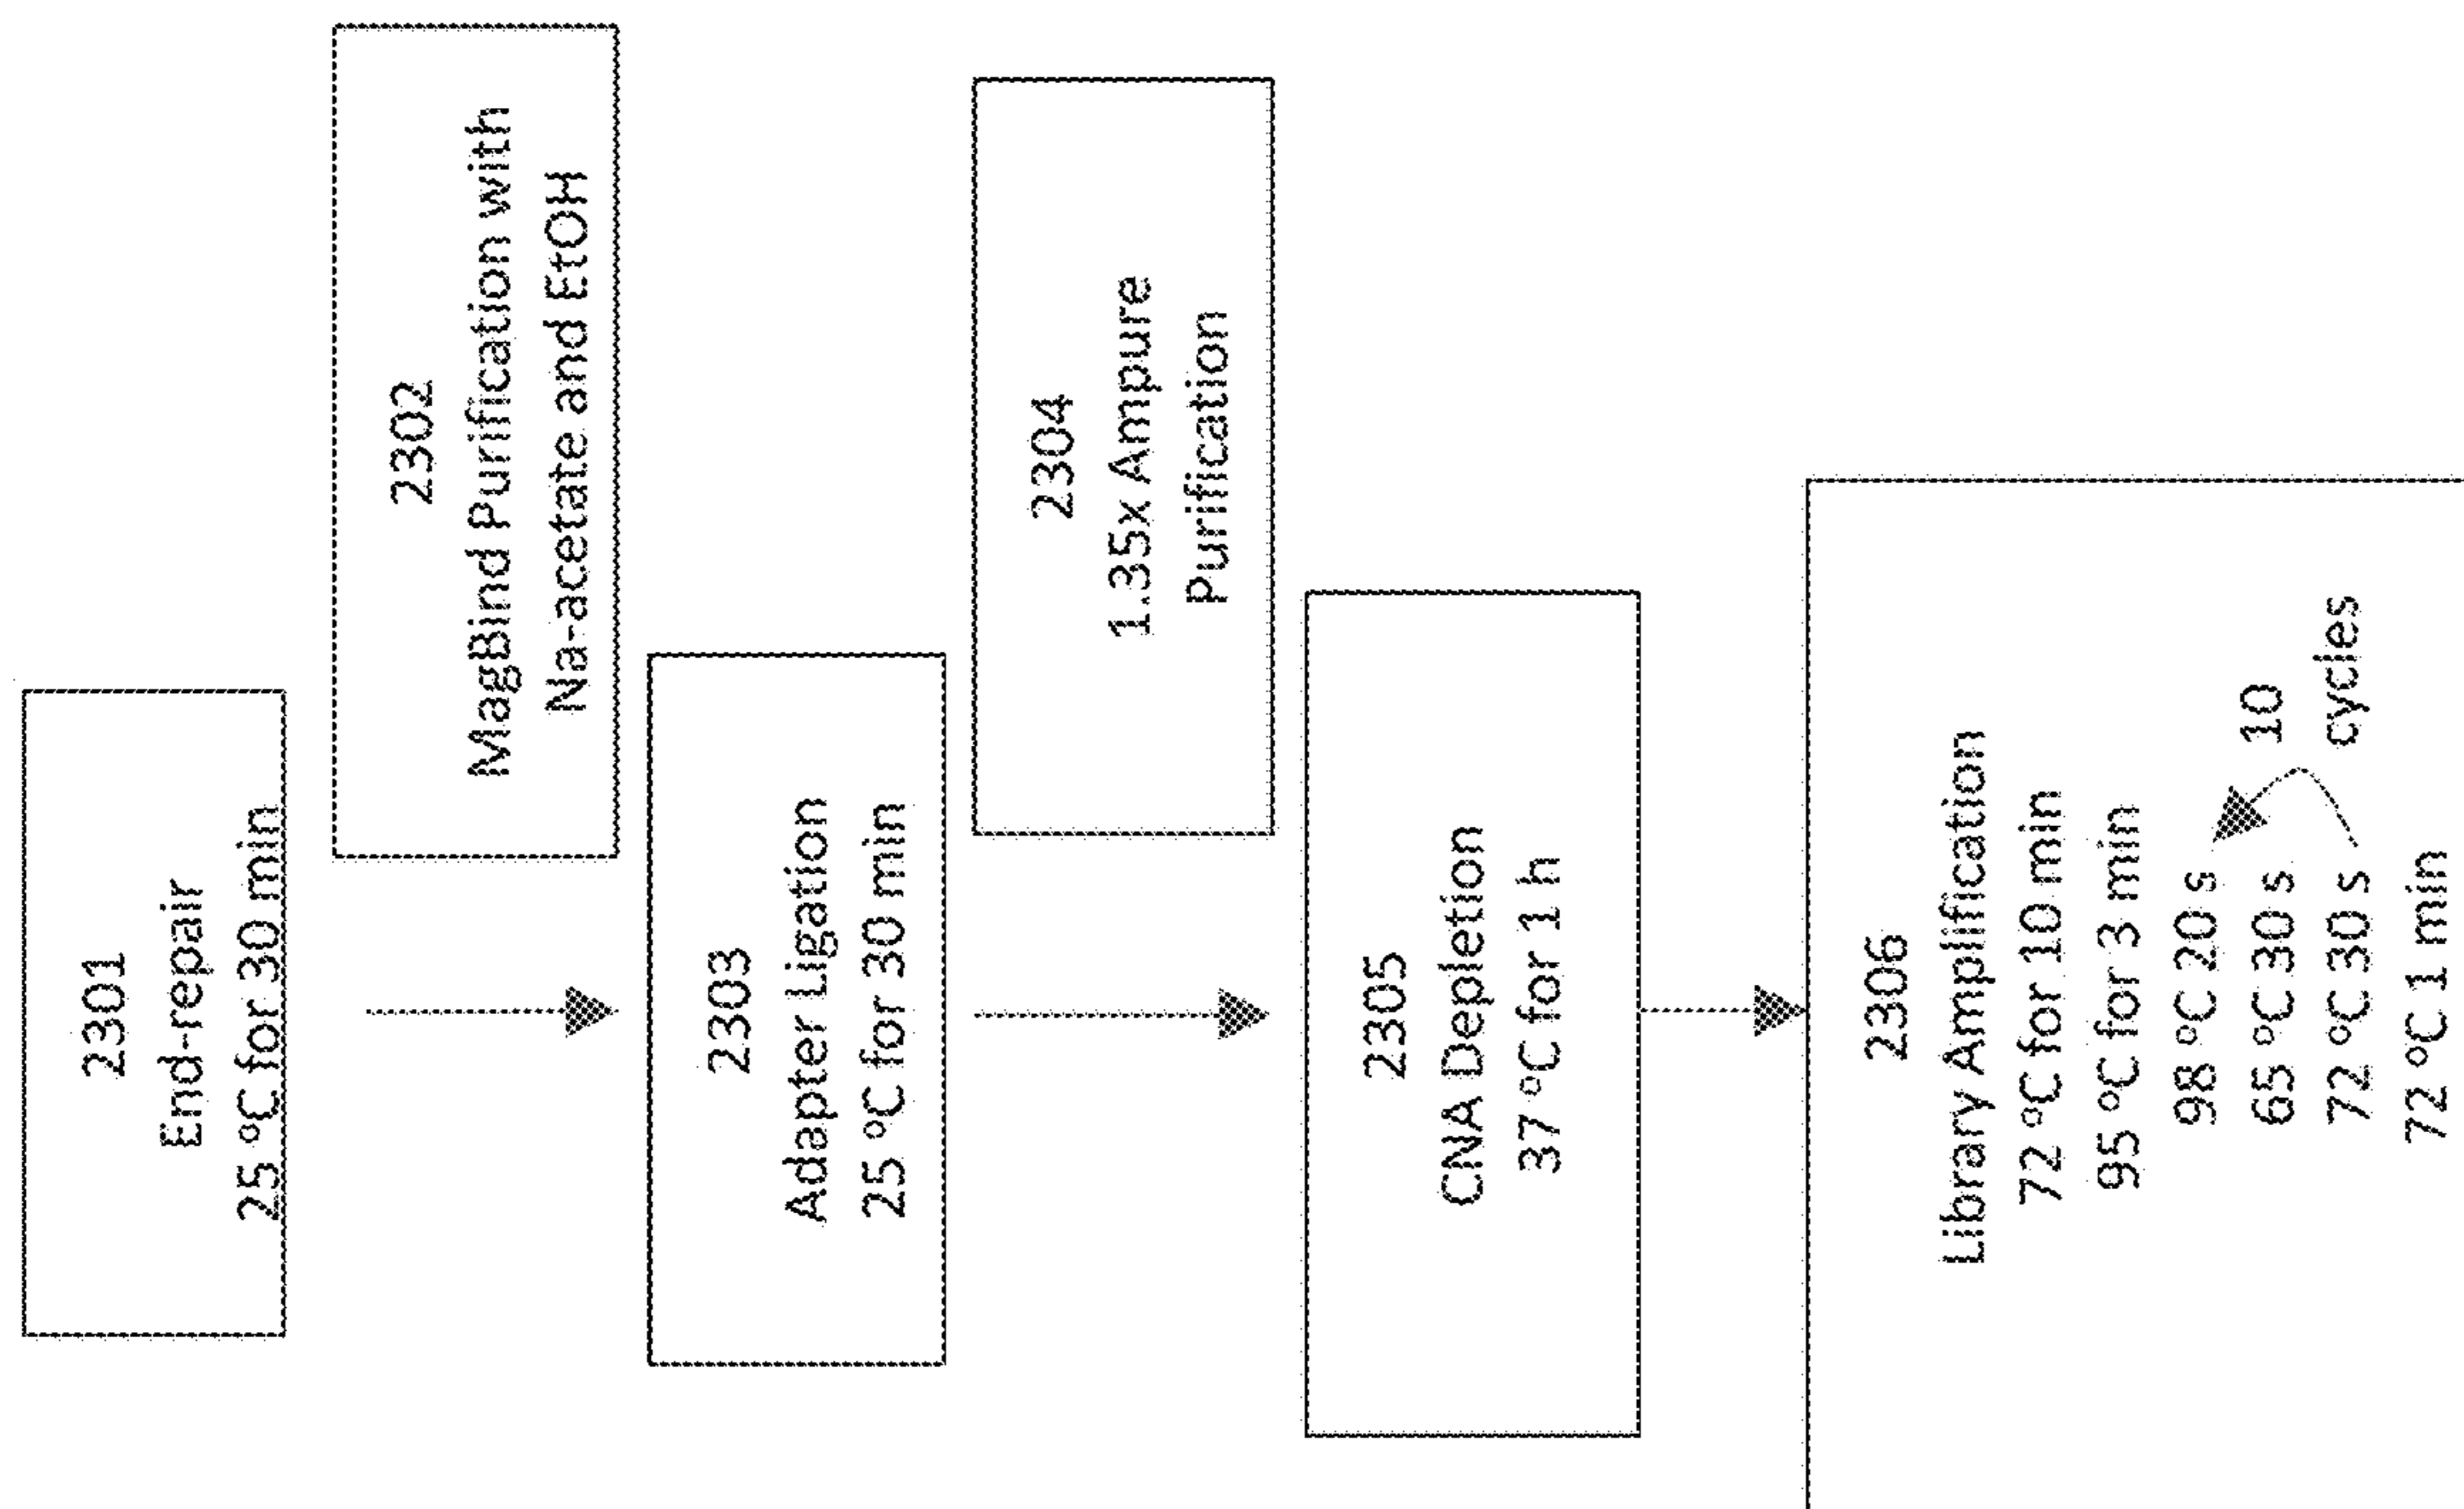 2301
End-repair
25 °C for 30 min
2302
MagBind Purification with
Na-acetate and EtOH
2303
Adapter Ligation
25 °C for 30 min
2304
1.35x Ampure
Purification
2305
CNA Depletion
37 °C for 1 h
2306
Library Amplification
72 °C for 10 min
95 °C for 3 min
98 °C 20 s
65 °C 30 s
72 °C 30 s
10
cycles
72 °C 1 min